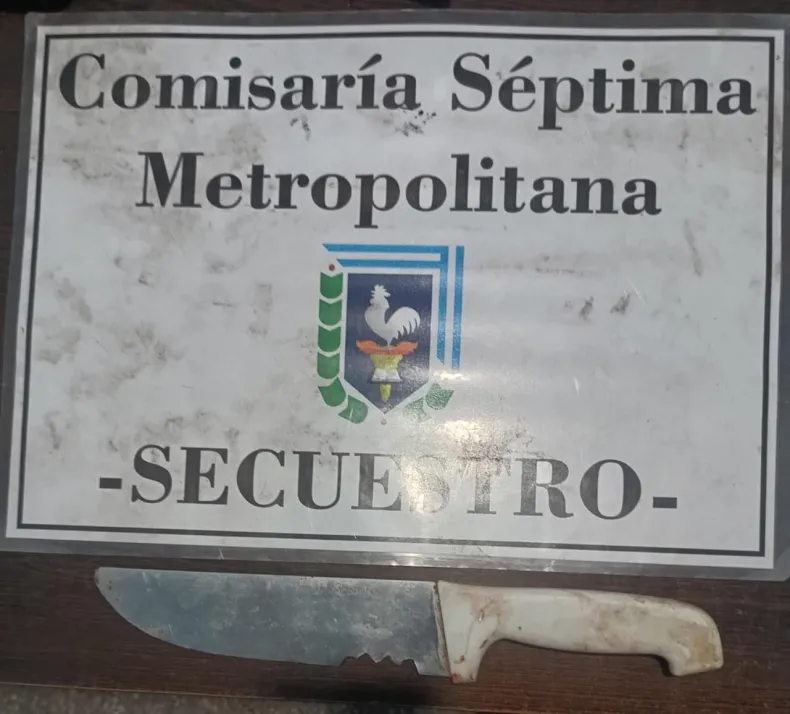 Comisaría Séptima
Metropolitana
-SECUESTRO-